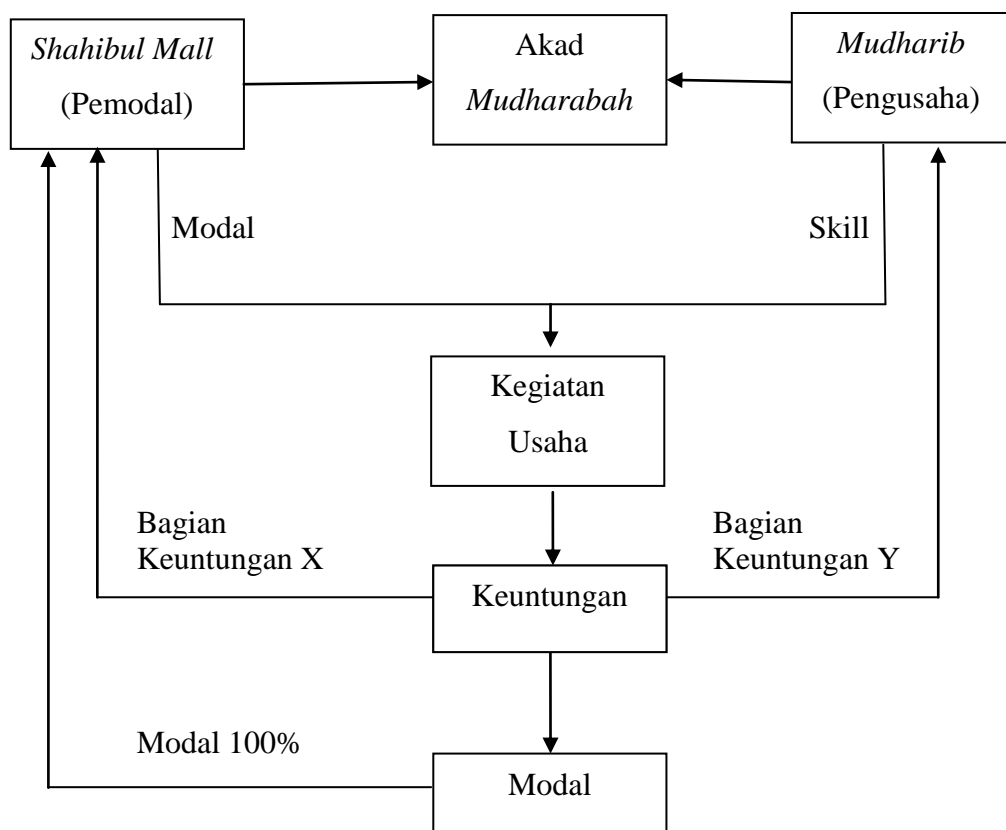 Shahibul Mall
(Pemodal)
Akad
Mudharabah
Mudharib
(Pengusaha)
Modal
Skill
Kegiatan
Usaha
Bagian
Keuntungan X
Bagian
Keuntungan Y
Keuntungan
Modal 100%
Modal